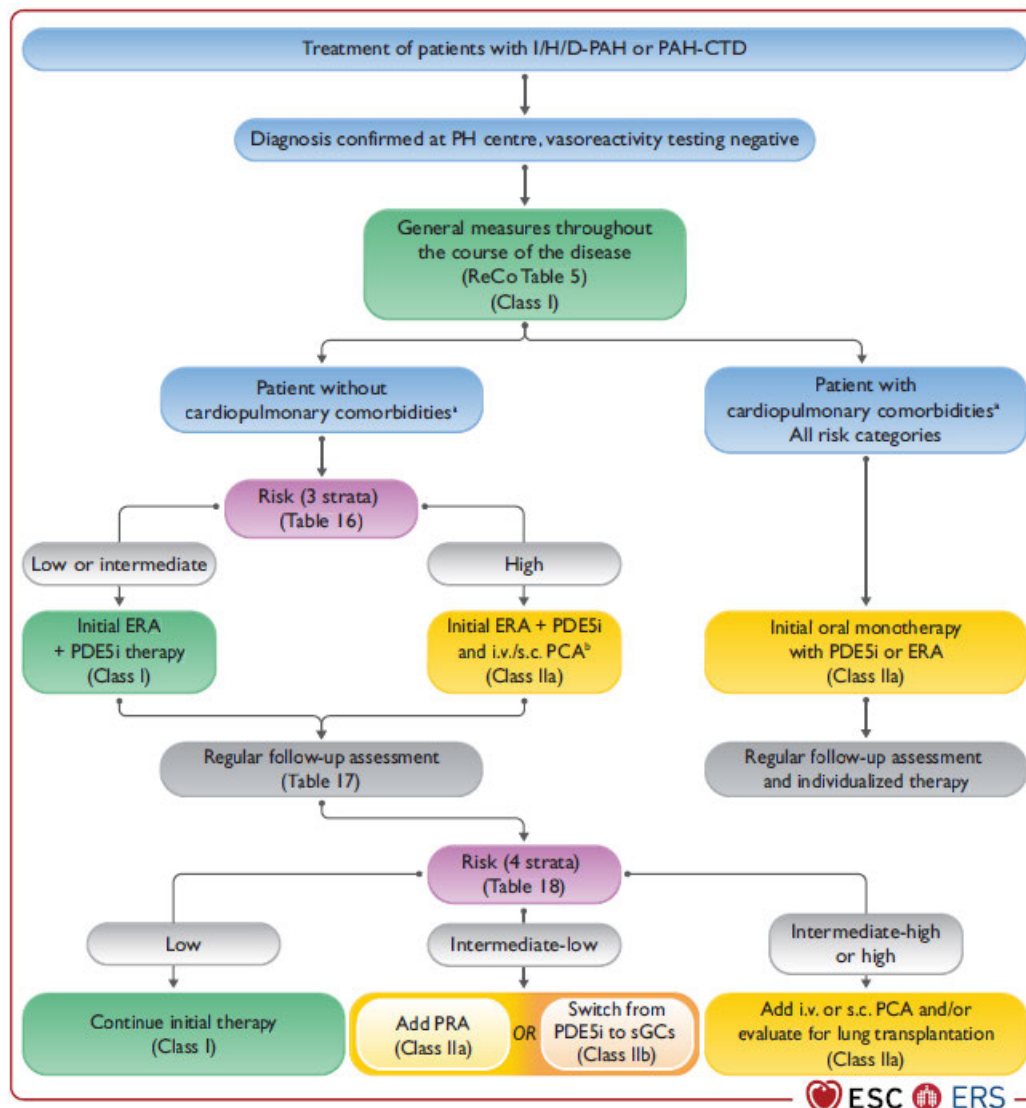 Treatment of patients with I/H/D-PAH or PAH-CTD
Diagnosis confirmed at PH centre, vasoreactivity testing negative
General measures throughout
the course of the disease
(ReCo Table 5)
(Class I)
Patient without
cardiopulmonary comorbiditiesᵃ
Patient with
cardiopulmonary comorbiditiesᵃ
All risk categories
Risk (3 strata)
(Table 16)
Low or intermediate
High
Initial ERA
+ PDE5i therapy
(Class I)
Initial ERA + PDE5i
and i.v./s.c. PCAᵇ
(Class IIa)
Initial oral monotherapy
with PDE5i or ERA
(Class IIa)
Regular follow-up assessment
(Table 17)
Regular follow-up assessment
and individualized therapy
Risk (4 strata)
(Table 18)
Low
Intermediate-low
Intermediate-high
or high
Continue initial therapy
(Class I)
Add PRA
(Class IIa)
OR
Switch from
PDE5i to sGCs
(Class IIb)
Add i.v. or s.c. PCA and/or
evaluate for lung transplantation
(Class IIa)
ESC ERS